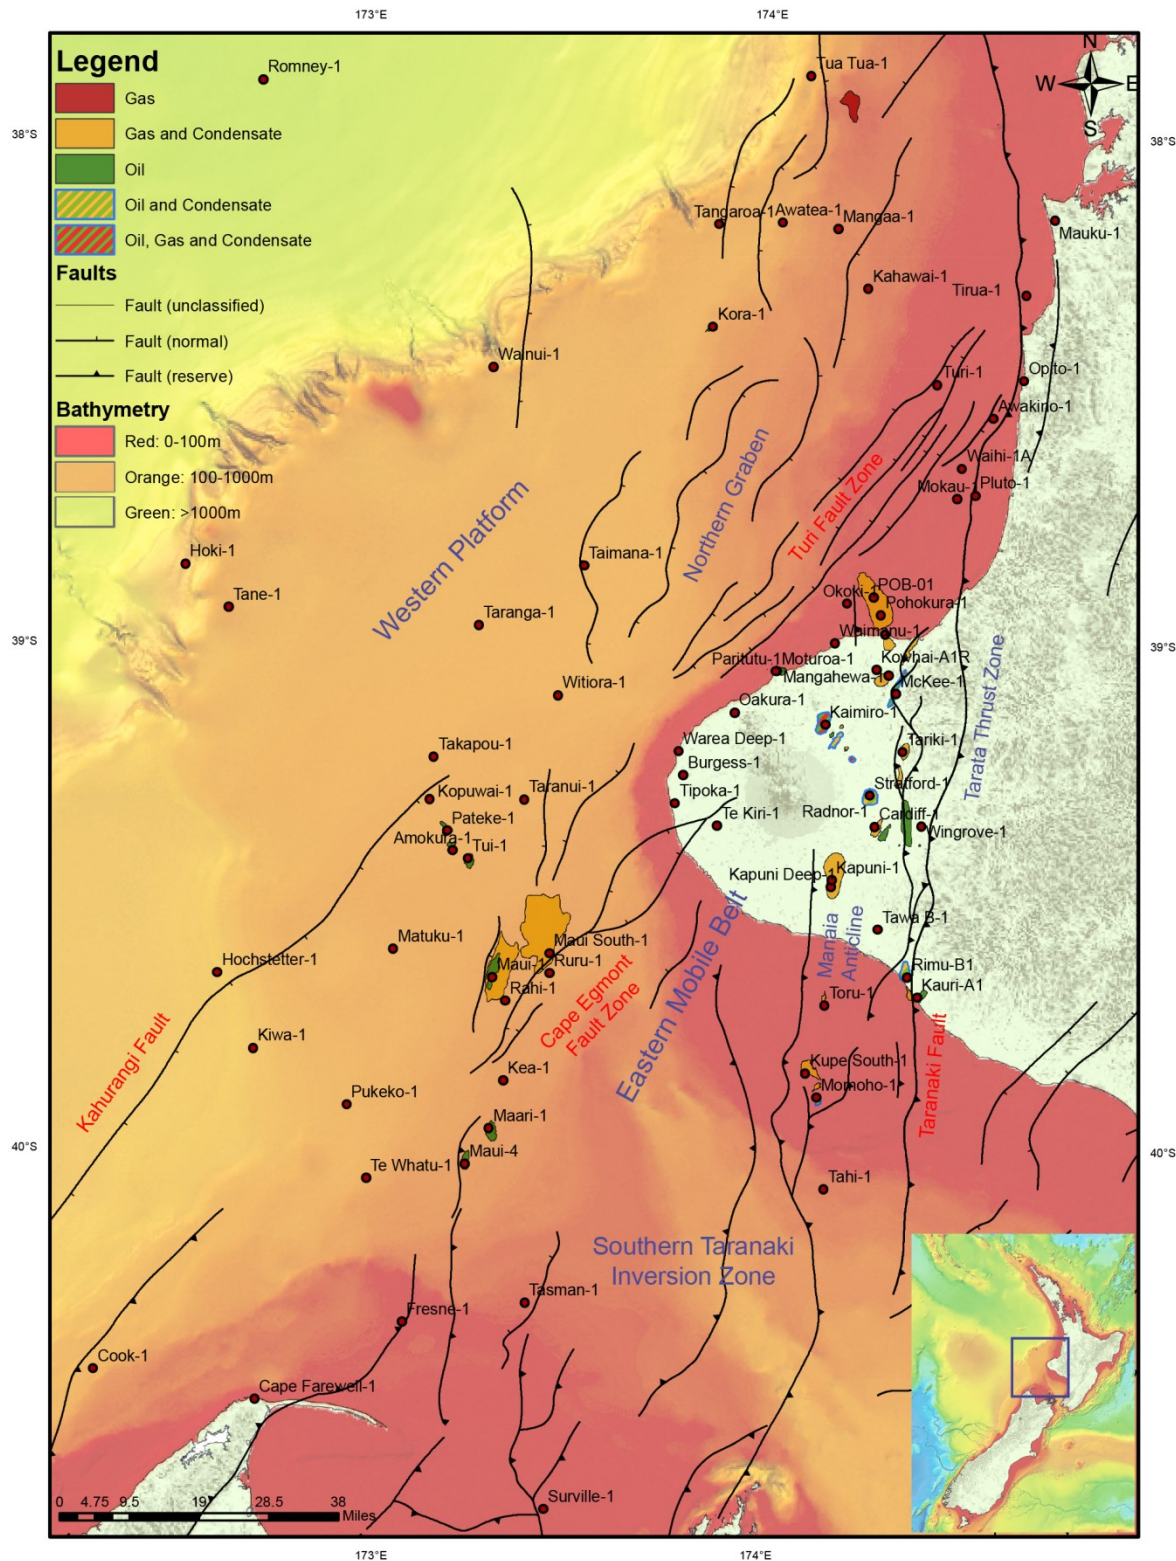 173°E
174°E
38°S
38°S
39°S
39°S
40°S
40°S
173°E
174°E
Legend
Gas
Gas and Condensate
Oil
Oil and Condensate
Oil, Gas and Condensate
Faults
Fault (unclassified)
Fault (normal)
Fault (reserve)
Bathymetry
Red: 0-100m
Orange: 100-1000m
Green: >1000m
N
W
E
S
Romney-1
Tua Tua-1
Tangaroa-1
Awatea-1
Mangaa-1
Mauku-1
Kahawai-1
Tirua-1
Kora-1
Wainui-1
Turi-1
Opito-1
Awakino-1
Waihi-1A
Mokau-1
Pluto-1
Northern Graben
Turi Fault Zone
Western Platform
Hoki-1
Tane-1
Taimana-1
Taranga-1
Okoki-1
POB-01
Pohokura-1
Waimanu-1
Paritutu-1
Moturoa-1
Kowhai-A1R
Mangahewa-1
McKee-1
Witiora-1
Oakura-1
Kaimiro-1
Tarata Thrust Zone
Takapou-1
Warea Deep-1
Tariki-1
Burgess-1
Kopuwai-1
Taranui-1
Tipoka-1
Stratford-1
Pateke-1
Te Kiri-1
Radnor-1
Cardiff-1
Wingrove-1
Amokura-1
Tui-1
Kapuni Deep-1
Kapuni-1
Manaia
Anticline
Tawa B-1
Matuku-1
Maui South-1
Hochstetter-1
Maui-1
Ruru-1
Rimu-B1
Rahi-1
Kauri-A1
Toru-1
Cape Egmont
Fault Zone
Eastern Mobile Belt
Kahurangi Fault
Kiwa-1
Kea-1
Kupe South-1
Momoho-1
Taranaki Fault
Pukeko-1
Maari-1
Maui-4
Te Whatu-1
Tahi-1
Southern Taranaki
Inversion Zone
Tasman-1
Fresne-1
Cook-1
Cape Farewell-1
Surville-1
0 4.75 9.5 19 28.5 38
Miles